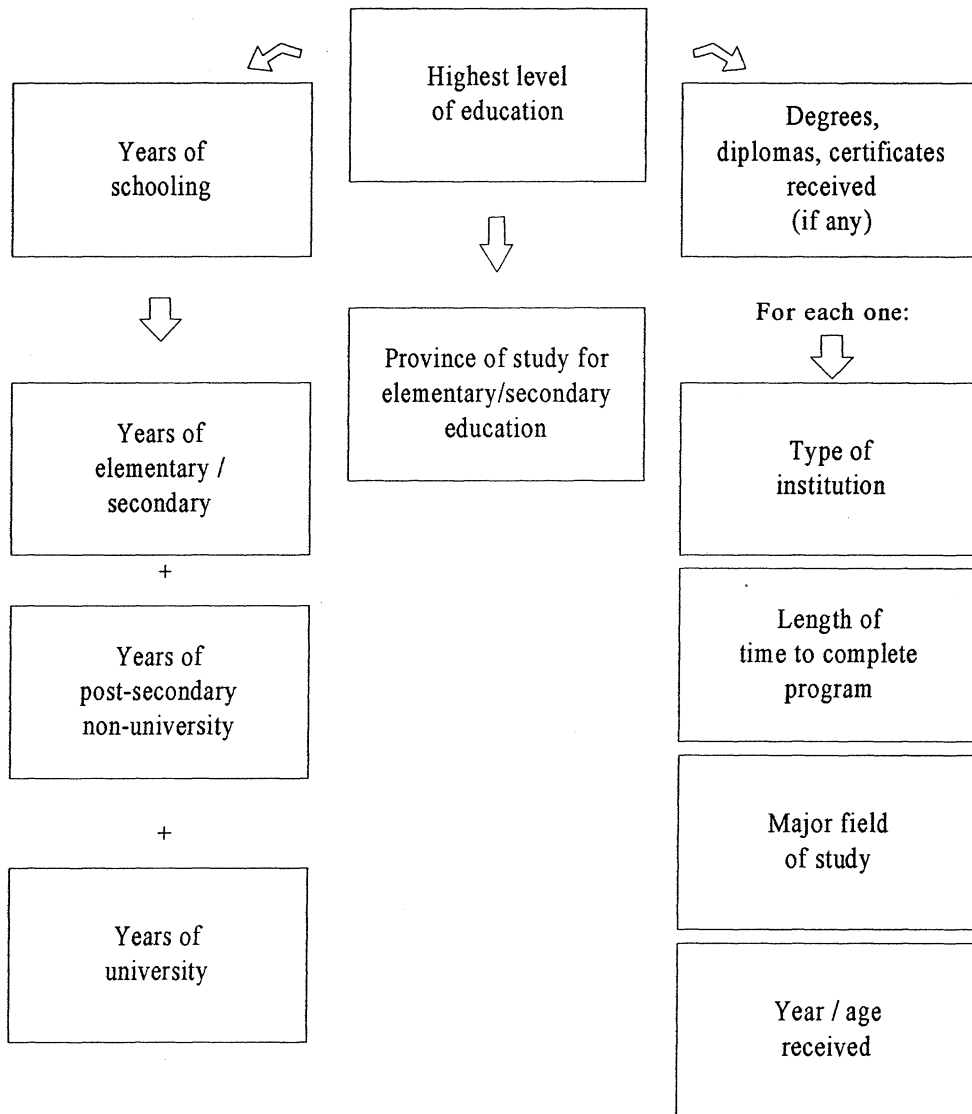 Highest level
of education
Years of
schooling
Degrees,
diplomas, certificates
received
(if any)
Province of study for
elementary/secondary
education
For each one:
Years of
elementary /
secondary
+
Years of
post-secondary
non-university
+
Years of
university
Type of
institution
Length of
time to complete
program
Major field
of study
Year / age
received